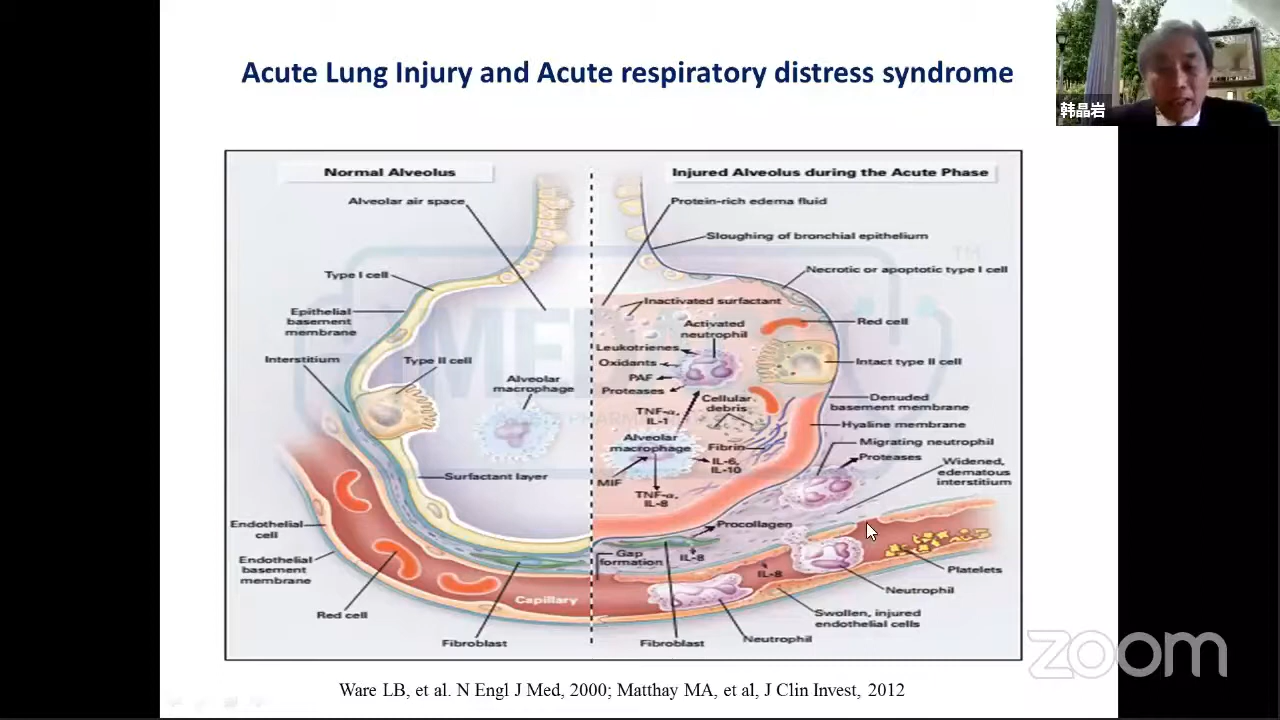 Acute Lung Injury and Acute respiratory distress syndrome
韩晶岩
Normal Alveolus
Injured Alveolus during the Acute Phase
Alveolar air space
Protein-rich edema fluid
Sloughing of bronchial epithelium
Type I cell
Necrotic or apoptotic type I cell
Epithelial
basement
membrane
Inactivated surfactant
Activated
neutrophil
Red cell
Leukotrienes
Oxidants
PAF
Proteases
Intact type II cell
Interstitium
Type II cell
Alveolar
macrophage
Cellular
debris
Denuded
basement membrane
TNF-α,
IL-1
Hyaline membrane
Alveolar
macrophage
Fibrin
Migrating neutrophil
Proteases
IL-6,
IL-10
Widened,
edematous
interstitium
MIF
TNF-α,
IL-8
Surfactant layer
Procollagen
Endothelial
cell
Gap
formation
IL-8
Endothelial
basement
membrane
IL-8
Platelets
Capillary
Neutrophil
Red cell
Swollen, injured
endothelial cells
Fibroblast
Fibroblast
Neutrophil
zoom
Ware LB, et al. N Engl J Med, 2000; Matthay MA, et al, J Clin Invest, 2012